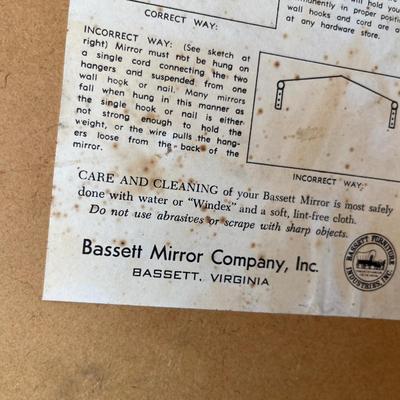 will hold you
manently in proper positi
wall hooks and cord are a
at any hardware store.
CORRECT WAY:
INCORRECT WAY: (See sketch at
right) Mirror must not be hung on
a single cord connecting the two
hangers and suspended from one
wall hook or nail. Many mirrors
fall when hung in this manner as
the single hook or nail is either
not strong enough to hold the
weight, or the wire pulls the hang-
ers loose from the back of the
mirror.
INCORRECT WAY:
CARE AND CLEANING of your Bassett Mirror is most safely
done with water or "Windex" and a soft, lint-free cloth.
Do not use abrasives or scrape with sharp objects.
Bassett Mirror Company, Inc.
BASSETT, VIRGINIA
BASSETT FURNITURE
INDUSTRIES, INC.